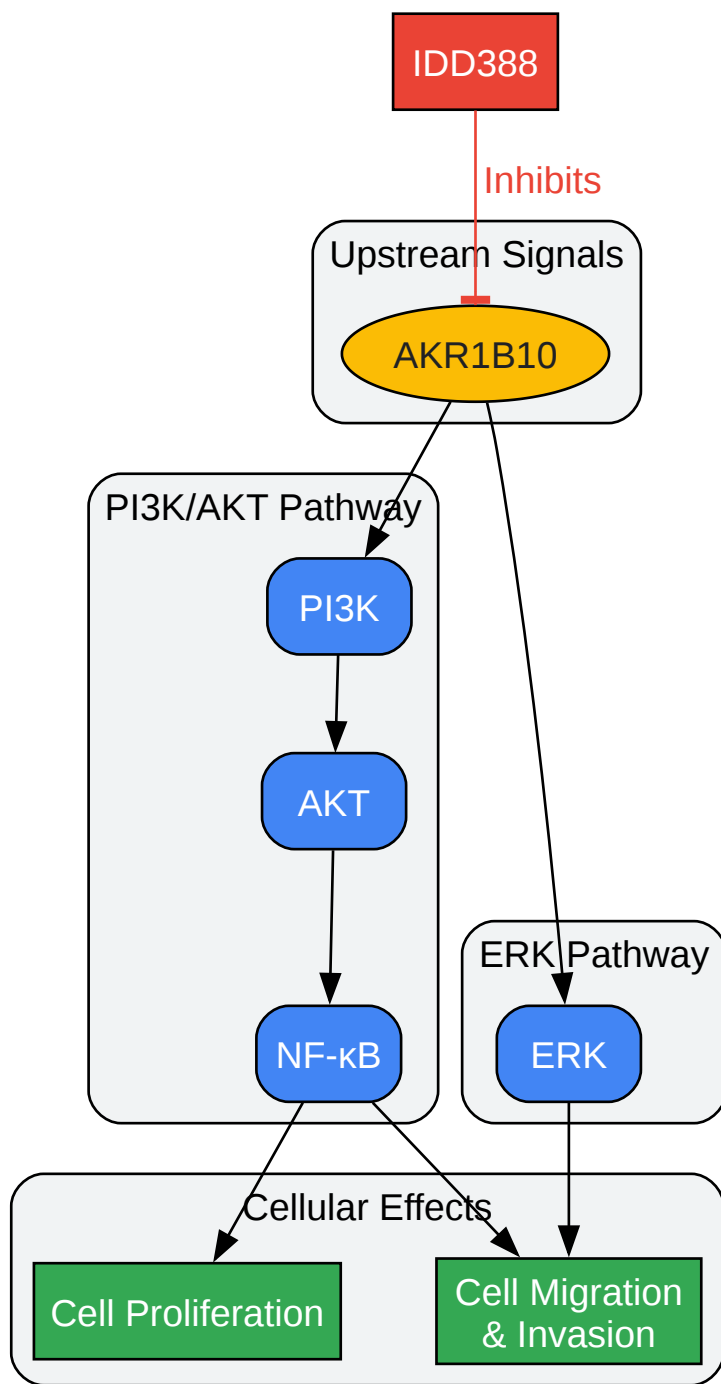 IDD388
Inhibits
Upstream Signals
AKR1B10
PI3K/AKT Pathway
PI3K
AKT
NF-κB
ERK Pathway
ERK
Cellular Effects
Cell Proliferation
Cell Migration
& Invasion